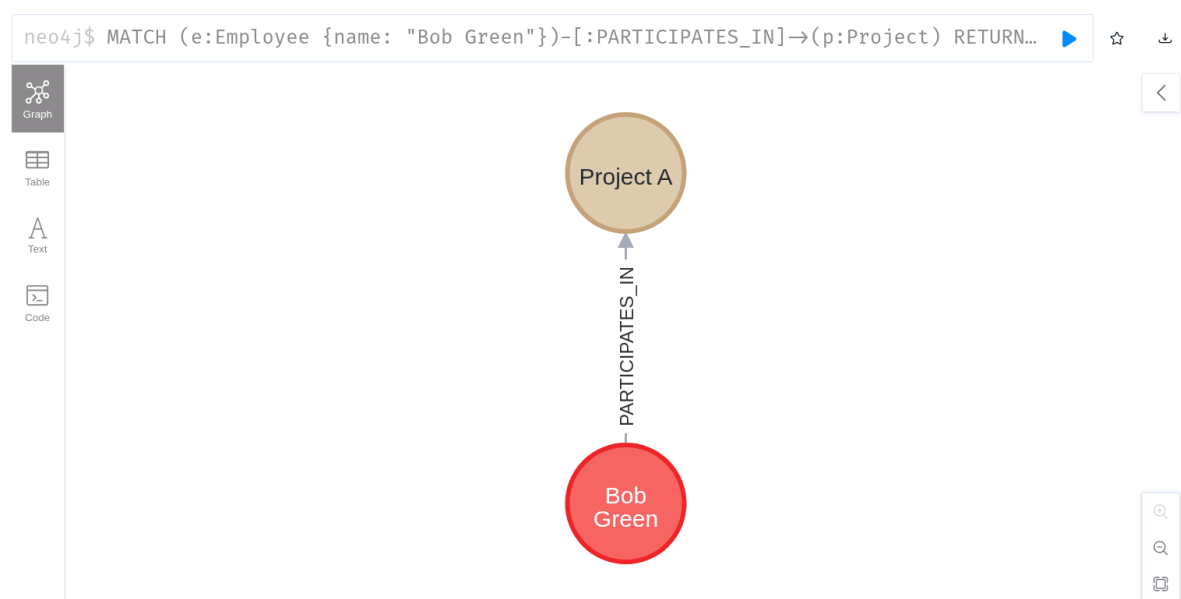 neo4j$ MATCH (e:Employee {name: "Bob Green"})-[:PARTICIPATES_IN]->(p:Project) RETURN…
Graph
Table
Text
Code
Project A
PARTICIPATES_IN
Bob
Green